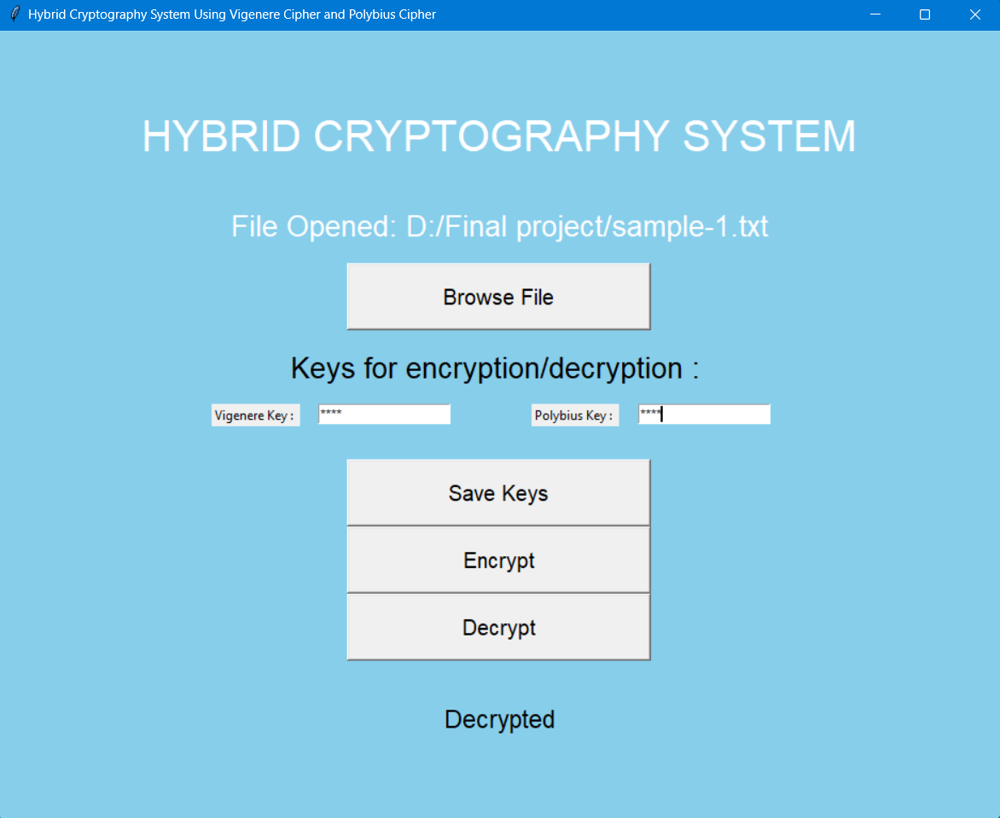 Hybrid Cryptography System Using Vigenere Cipher and Polybius Cipher
HYBRID CRYPTOGRAPHY SYSTEM
File Opened: D:/Final project/sample-1.txt
Browse File
Keys for encryption/decryption :
Vigenere Key : **** Polybius Key : ****
Save Keys
Encrypt
Decrypt
Decrypted